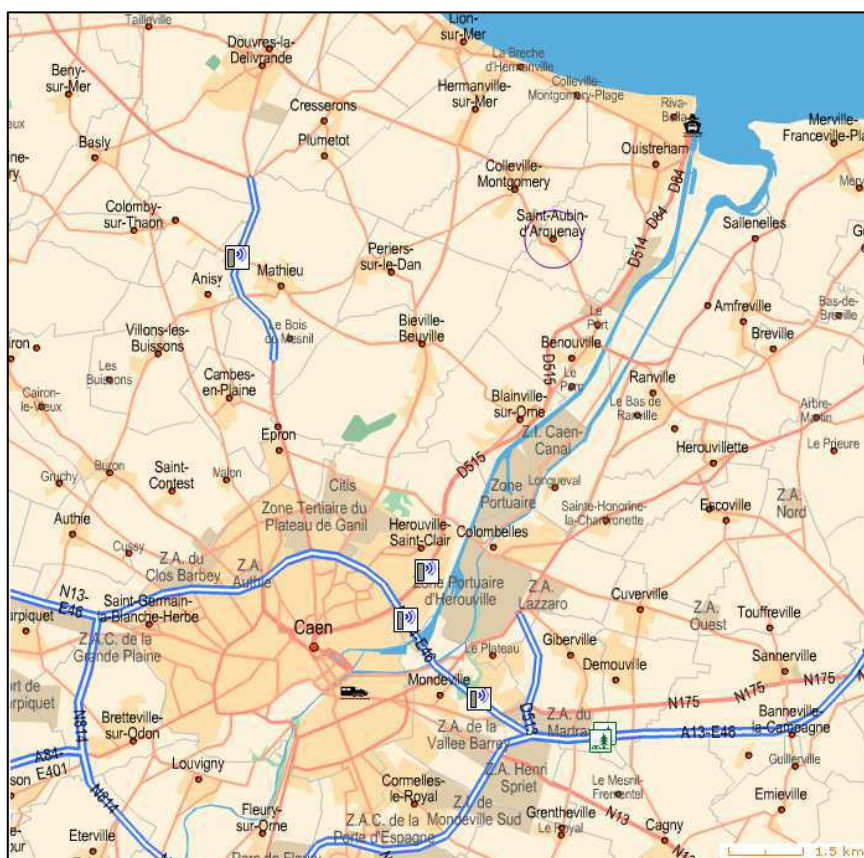 Tailleville
Lion-
sur-Mer
Douvres-la-
Delivrande
La Breche
d'Hermanville
Beny-
sur-Mer
Hermanville-
sur-Mer
Colleville-
Montgomery-Plage
Cresserons
Riva-
Bella
Merville-
Franceville-Pla
Basly
Plumetot
Ouistreham
Colleville-
Montgomery
D84
Colomby-
sur-Thaon
Saint-Aubin-
d'Arquenay
D84
Sallenelles
D514
Periers-
sur-le-Dan
Anisy
Mathieu
Le
Port
Amfreville
Bas-de-
Breville
Le Bois
du Mesnil
Bieville-
Beuville
Villons-les-
Buissons
Benouville
Breville
D515
Les
Buissons
Le
Port
Ranville
Cambes-
en-Plaine
Blainville-
sur-Orne
Le Bas de
Ranville
Cairon-
le-Vieux
Arbre-
Martin
Epron
Z.I. Caen-
Canal
Herouvillette
Le Prieure
D515
Buron
Saint-
Contest
Malon
Citis
Zone
Portuaire
Longueval
Gruchy
Zone Tertiaire du
Plateau de Ganil
Sainte-Honorine-
la-Chardonnette
Escoville
Z.A.
Nord
Authie
Herouville-
Saint-Clair
Colombelles
Cussy
Z.A. du
Clos Barbey
Z.A.
Authie
Zone Portuaire
d'Herouville
Z.A.
Lazzaro
N13-
E46
Saint-Germain-
la-Blanche-Herbe
Cuverville
Z.A.
Ouest
Touffreville
arpiquet
Z.A.C. de la
Grande Plaine
Caen
-E46
Le Plateau
Giberville
Demouville
Sannerville
ort de
arpiquet
N814
Mondeville
N175
N175
N175
D513
Bretteville-
sur-Odon
Z.A. de la
Vallee Barrey
Z.A. du
Martray
A13-E46
Banneville-
la-Campagne
A84-
E401
Louvigny
Z.A. Henri
Spriet
Guillerville
N814
Cormelles-
le-Royal
Le Mesnil-
Frementel
Emieville
Fleury-
sur-Orne
Z.A.C. de la
Porte d'Espagne
Z.I. de
Mondeville Sud
Grentheville
Le Royal
N13
Eterville
Cagny
N13
Parc de Fleury
1.5 km